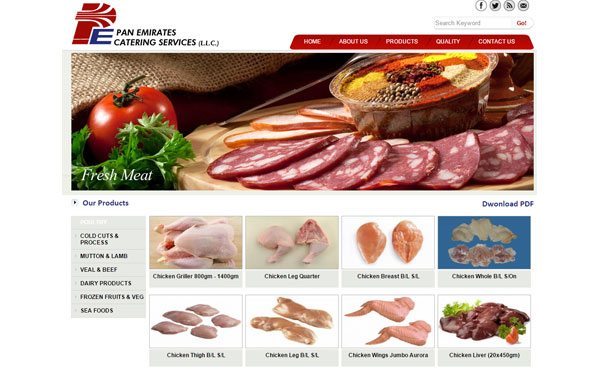 PAN EMIRATES
CATERING SERVICES (L.L.C.)
Search Keyword Go!
HOME ABOUT US PRODUCTS QUALITY CONTACT US
Fresh Meat
Our Products
Dwonload PDF
POULTRY
COLD CUTS &
PROCESS
MUTTON & LAMB
VEAL & BEEF
DAIRY PRODUCTS
FROZEN FRUITS & VEG
SEA FOODS
Chicken Griller 800gm - 1400gm
Chicken Leg Quarter
Chicken Breast B/L S/L
Chicken Whole B/L S/On
Chicken Thigh B/L S/L
Chicken Leg B/L S/L
Chicken Wings Jumbo Aurora
Chicken Liver (20x450gm)